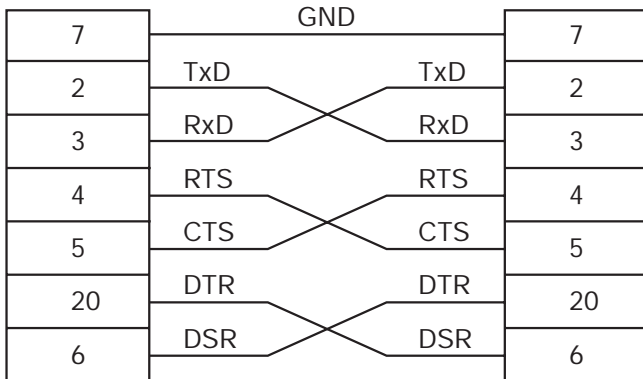 7 GND 7
2 TxD TxD 2
3 RxD RxD 3
4 RTS RTS 4
5 CTS CTS 5
20 DTR DTR 20
6 DSR DSR 6